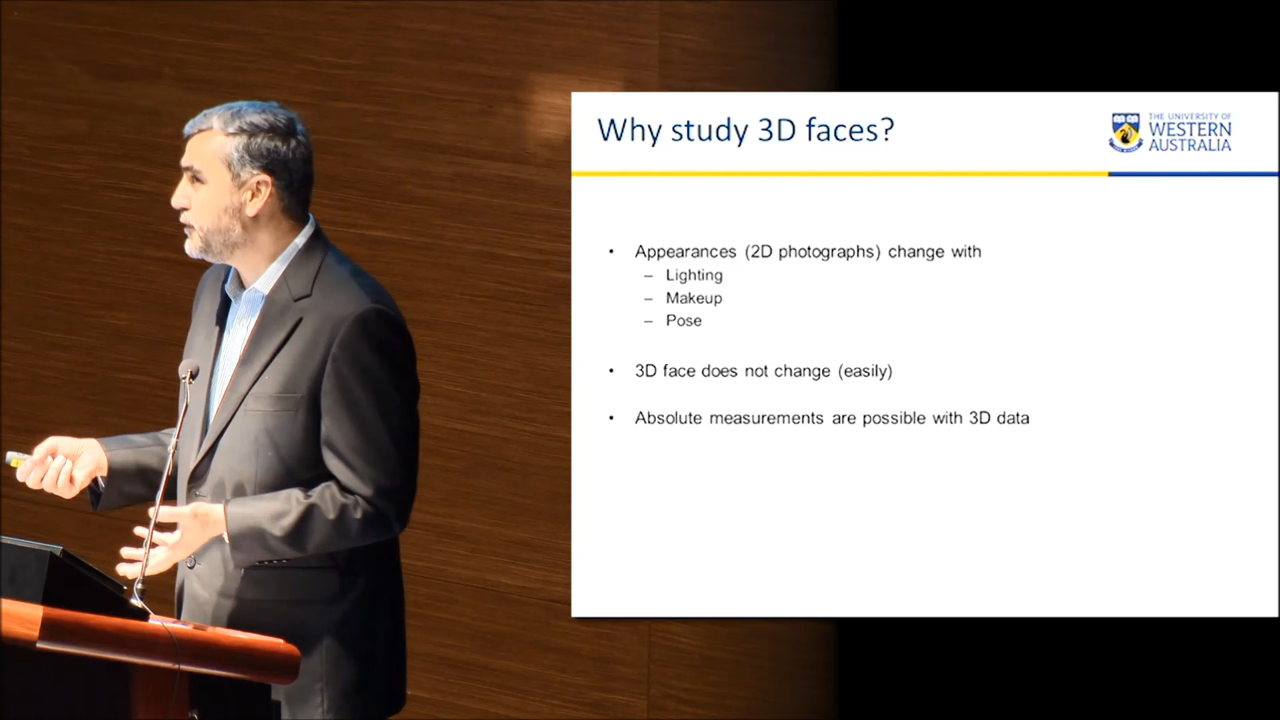 Why study 3D faces?
THE UNIVERSITY OF
WESTERN
AUSTRALIA
• Appearances (2D photographs) change with
– Lighting
– Makeup
– Pose
• 3D face does not change (easily)
• Absolute measurements are possible with 3D data